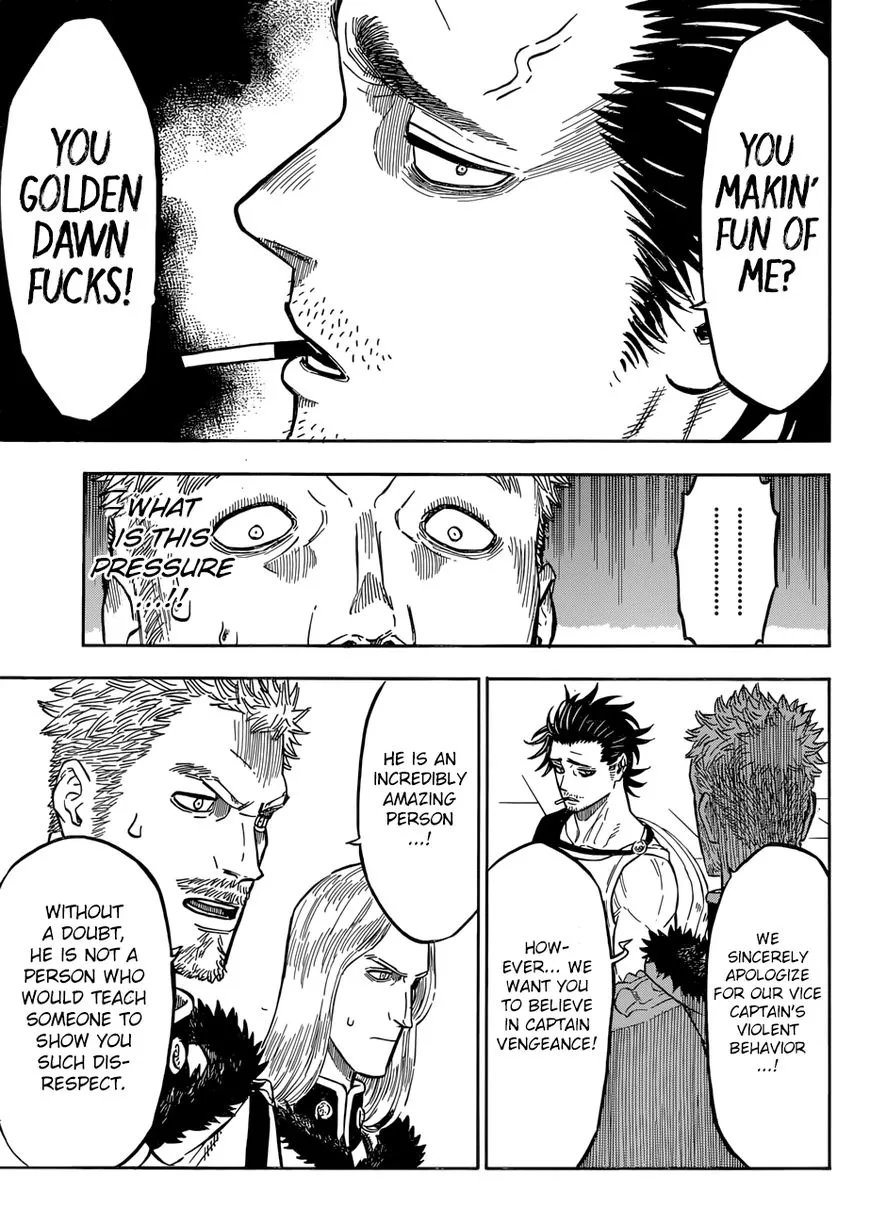 YOU
MAKIN'
FUN OF
ME?
YOU
GOLDEN
DAWN
FUCKS!
............
............
WHAT
IS THIS
PRESSURE
...!!
WE
SINCERELY
APOLOGIZE
FOR OUR VICE
CAPTAIN'S
VIOLENT
BEHAVIOR
...!
HOW-
EVER... WE
WANT YOU
TO BELIEVE
IN CAPTAIN
VENGEANCE!
HE IS AN
INCREDIBLY
AMAZING
PERSON
...!
WITHOUT
A DOUBT,
HE IS NOT A
PERSON WHO
WOULD TEACH
SOMEONE TO
SHOW YOU
SUCH DIS-
RESPECT.